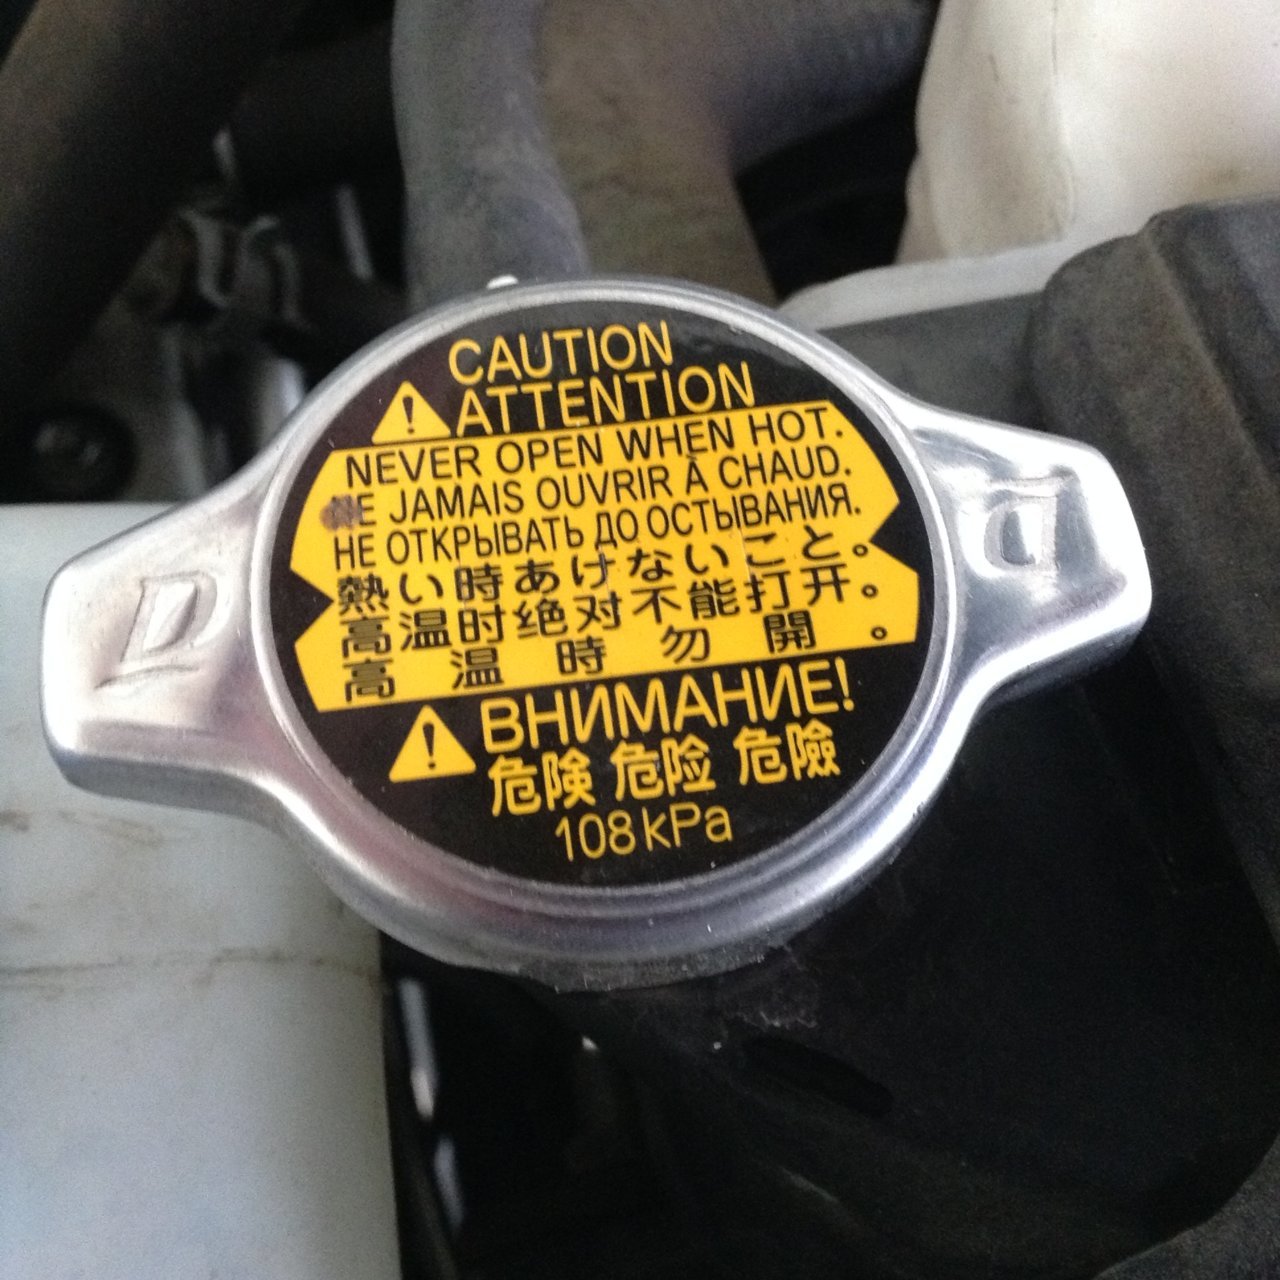 CAUTION
ATTENTION
NEVER OPEN WHEN HOT.
NE JAMAIS OUVRIR À CHAUD.
НЕ ОТКРЫВАТЬ ДО ОСТЫВАНИЯ.
熱い時あけないこと。
高温时绝对不能打开。
高温時勿開。
ВНИМАНИЕ!
危険 危险 危險
108kPa
D
D